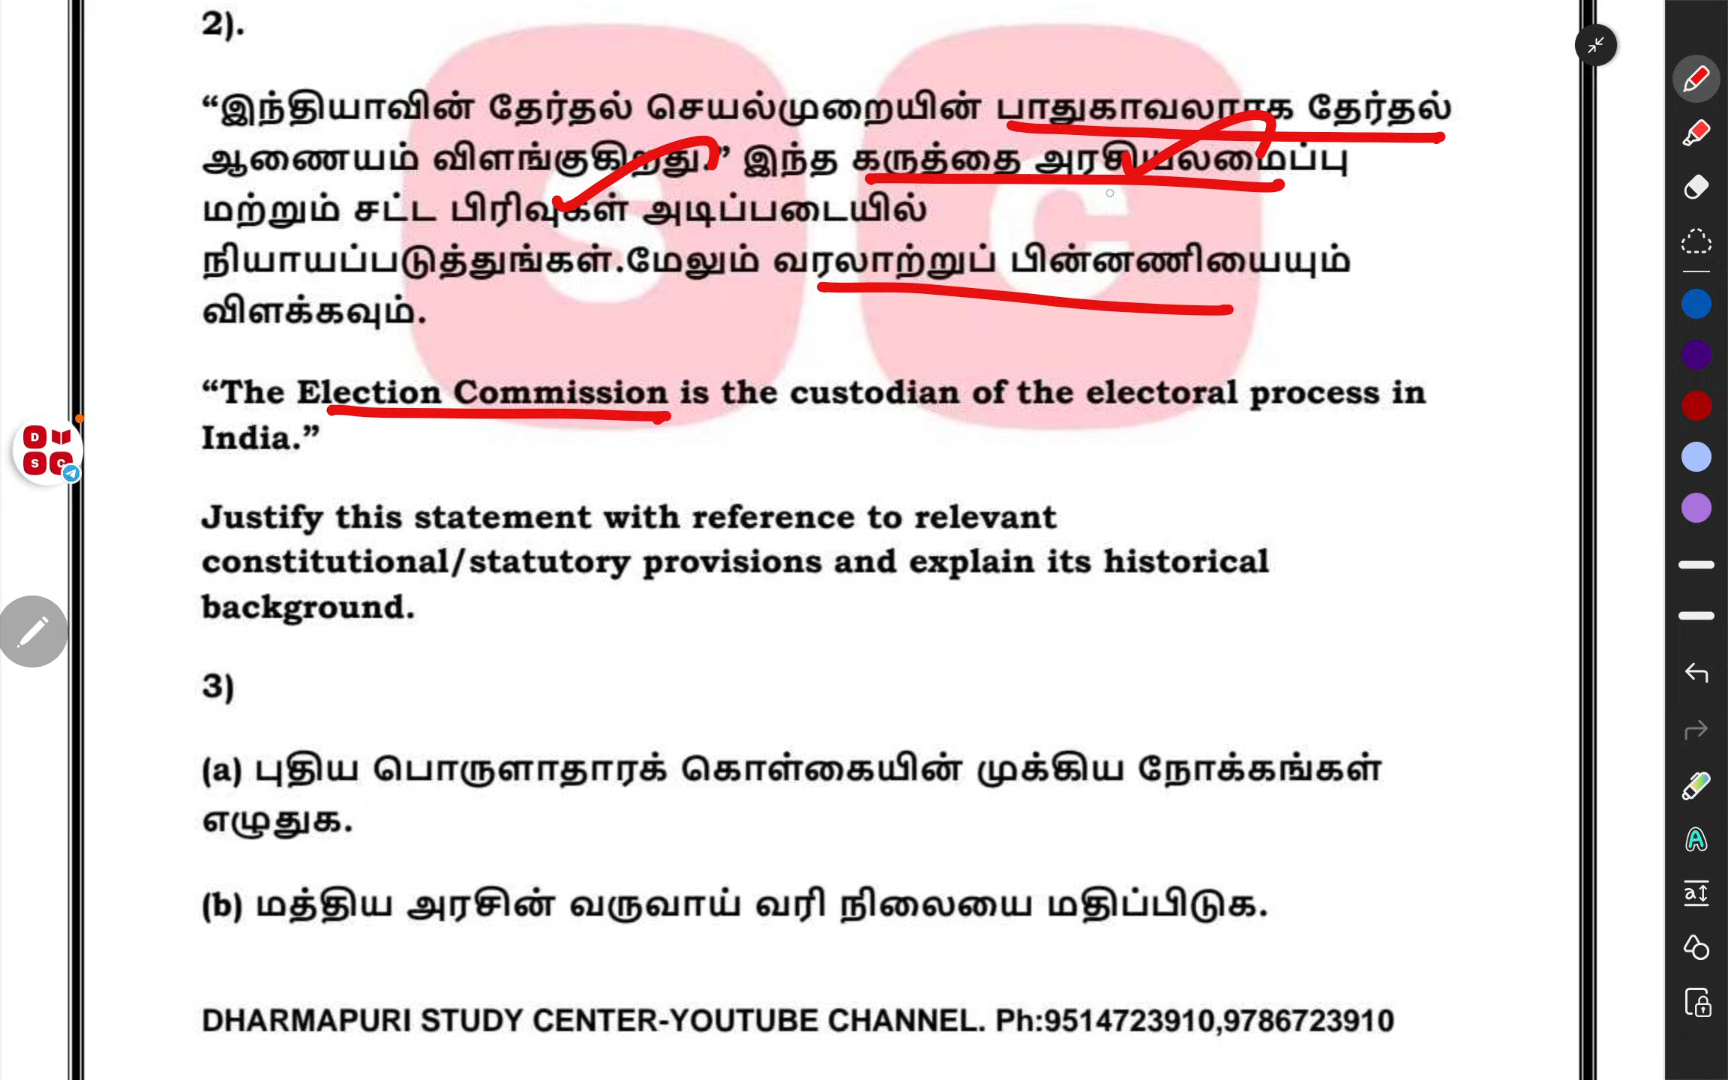 2).
“இந்தியாவின் தேர்தல் செயல்முறையின் பாதுகாவலராக தேர்தல்
ஆணையம் விளங்குகிறது.” இந்த கருத்தை அரசியலமைப்பு
மற்றும் சட்ட பிரிவுகள் அடிப்படையில்
நியாயப்படுத்துங்கள்.மேலும் வரலாற்றுப் பின்னணியையும்
விளக்கவும்.
“The Election Commission is the custodian of the electoral process in
India.”
Justify this statement with reference to relevant
constitutional/statutory provisions and explain its historical
background.
3)
(a) புதிய பொருளாதாரக் கொள்கையின் முக்கிய நோக்கங்கள்
எழுதுக.
(b) மத்திய அரசின் வருவாய் வரி நிலையை மதிப்பிடுக.
DHARMAPURI STUDY CENTER-YOUTUBE CHANNEL. Ph:9514723910,9786723910
S C
D
S C
A
a